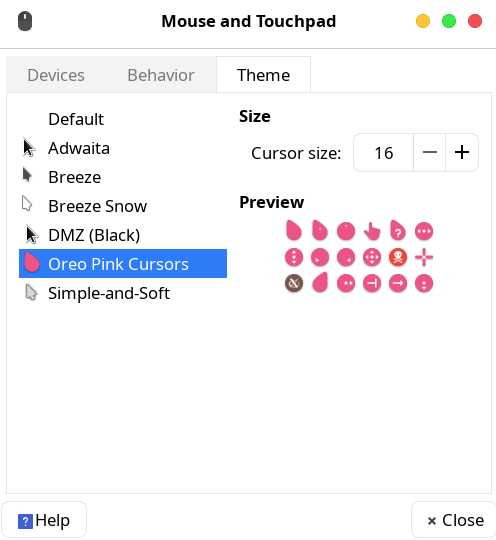 Mouse and Touchpad
Devices
Behavior
Theme
Default
Adwaita
Breeze
Breeze Snow
DMZ (Black)
Oreo Pink Cursors
Simple-and-Soft
Size
Cursor size:
16
Preview
Help
Close